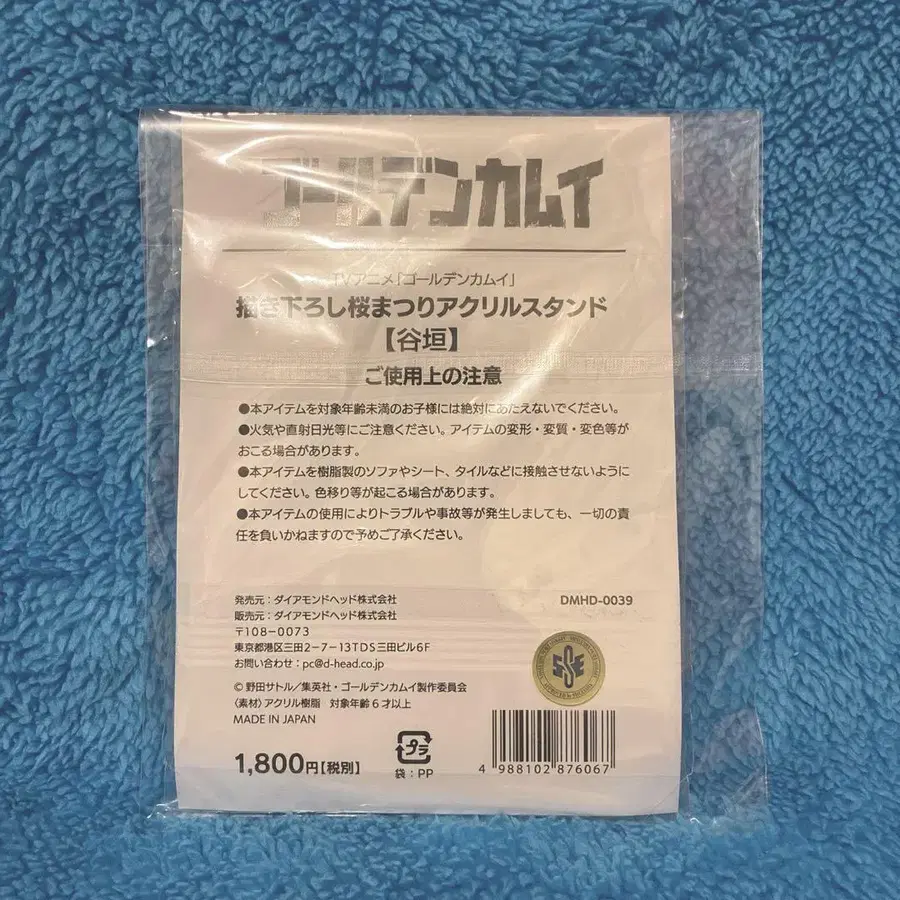 ゴールデンカムイ
TVアニメ「ゴールデンカムイ」
描き下ろし桜まつりアクリルスタンド
【谷垣】
ご使用上の注意
●本アイテムを対象年齢未満のお子様には絶対にあたえないでください。
●火気や直射日光等にご注意ください。アイテムの変形・変質・変色等が
おこる場合があります。
●本アイテムを樹脂製のソファやシート、タイルなどに接触させないように
してください。色移り等が起こる場合があります。
●本アイテムの使用によりトラブルや事故等が発生しましても、一切の責
任を負いかねますので予めご了承ください。
発売元：ダイアモンドヘッド株式会社
DMHD-0039
販売元：ダイアモンドヘッド株式会社
〒108-0073
東京都港区三田2-7-13TDS三田ビル6F
お問い合わせ：pc@d-head.co.jp
© 野田サトル／集英社・ゴールデンカムイ製作委員会
〈素材〉アクリル樹脂　対象年齢６才以上
MADE IN JAPAN
1,800円【税別】
プラ
袋：PP
4 988102 876067